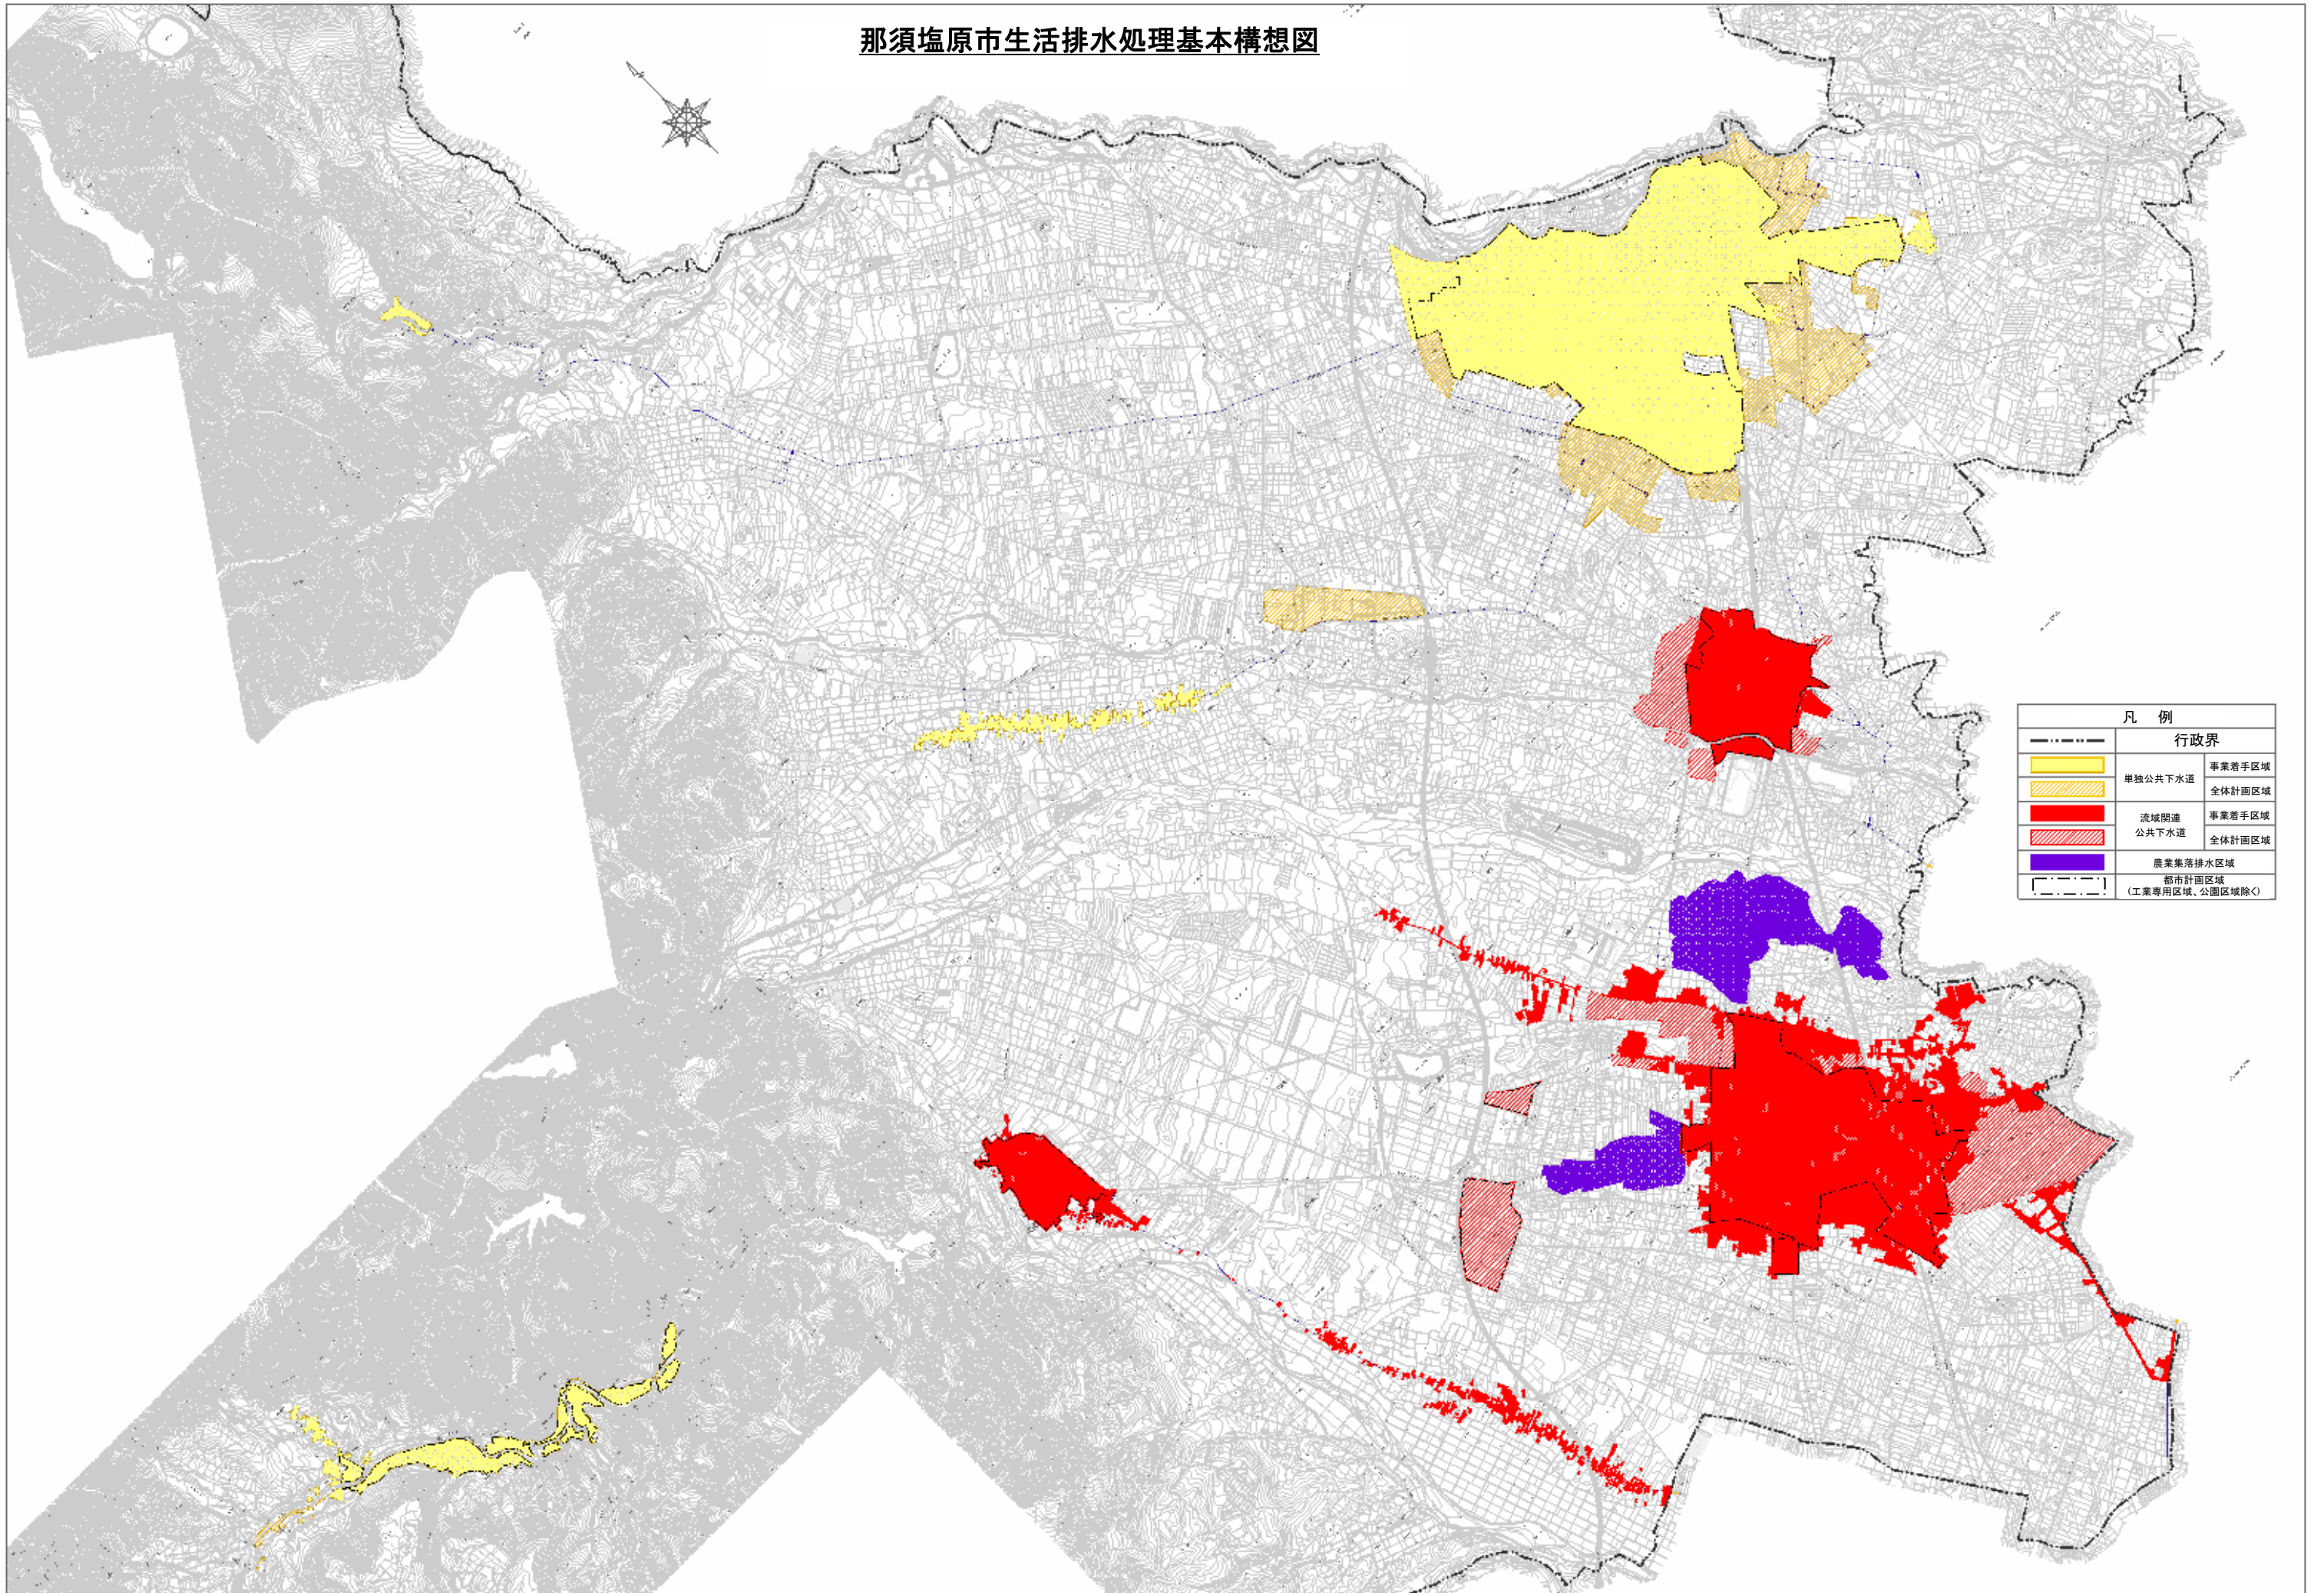 那須塩原市生活排水処理基本構想図
凡 例
行政界
単独公共下水道
事業着手区域
全体計画区域
流域関連
公共下水道
事業着手区域
全体計画区域
農業集落排水区域
都市計画区域
(工業専用区域、公園区域除く)